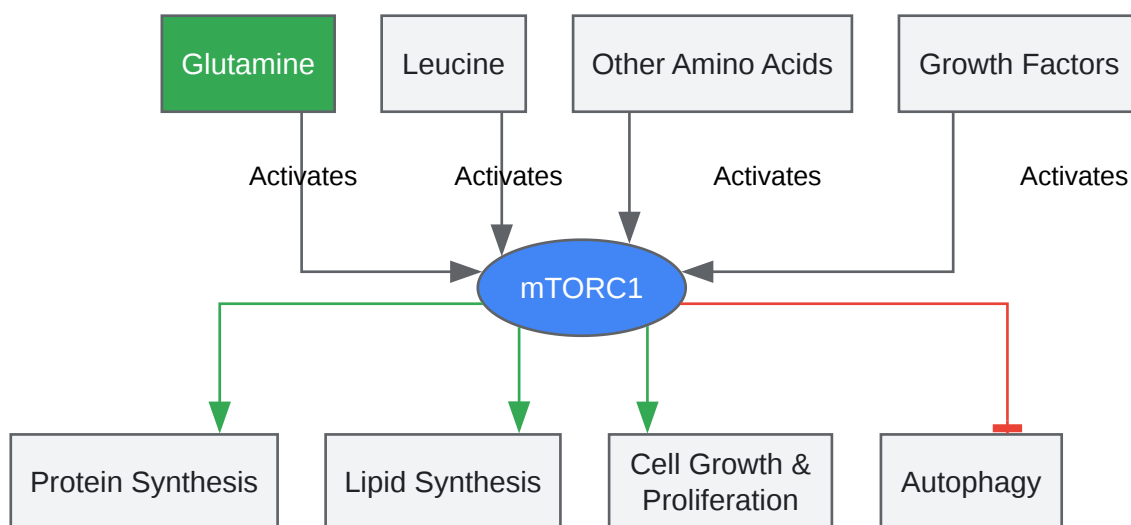 Glutamine
Leucine
Other Amino Acids
Growth Factors
Activates
Activates
Activates
Activates
mTORC1
Protein Synthesis
Lipid Synthesis
Cell Growth &
Proliferation
Autophagy